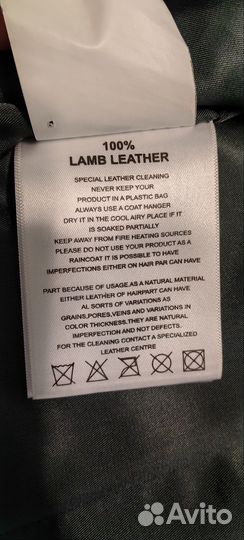 100%
LAMB LEATHER
SPECIAL LEATHER CLEANING
NEVER KEEP YOUR
PRODUCT IN A PLASTIC BAG
ALWAYS USE A COAT HANGER
DRY IT IN THE COOL AIRY PLACE IF IT
IS SOAKED PARTIALLY
KEEP AWAY FROM FIRE HEATING SOURCES
PLEASE DO NOT USE YOUR PRODUCT AS A
RAINCOAT IT IS POSSIBLE TO HAVE
IMPERFECTIONS EITHER ON HAIR PAR CAN HAVE
PART BECAUSE OF USAGE.AS A NATURAL MATERIAL
EITHER LEATHER OF HAIRPART CAN HAVE
AL SORTS OF VARIATIONS AS
GRAINS,PORES,VEINS AND VARIATIONS IN
COLOR THICKNESS.THEY ARE NATURAL
IMPERFECTION AND NOT DEFECTS.
FOR THE CLEANING CONTACT A SPECIALIZED
LEATHER CENTRE
Avito